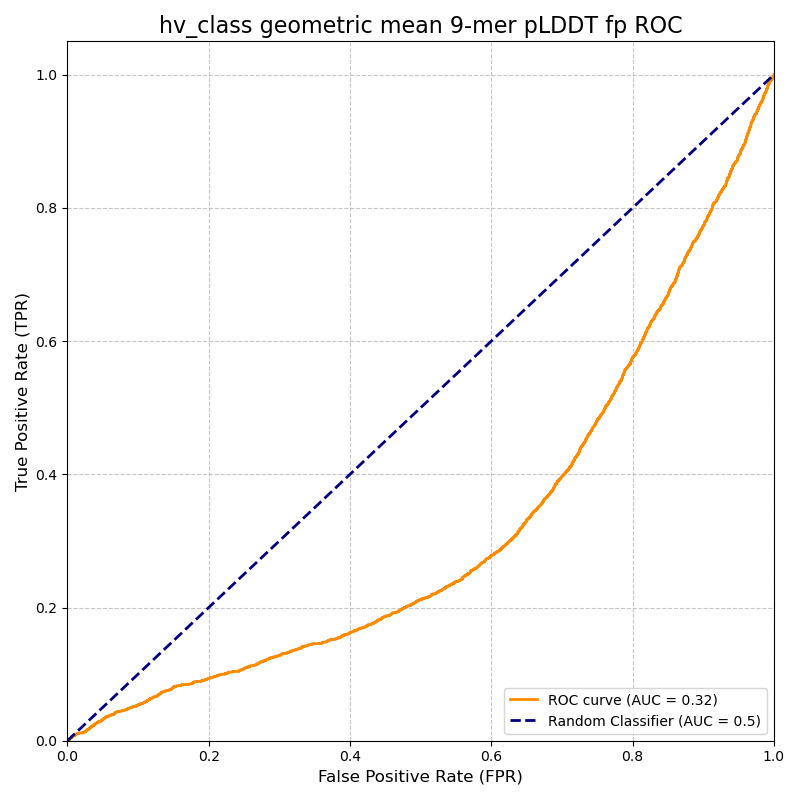 hv_class geometric mean 9-mer pLDDT fp ROC
True Positive Rate (TPR)
1.0
0.8
0.6
0.4
0.2
0.0
0.0 0.2 0.4 0.6 0.8 1.0
False Positive Rate (FPR)
ROC curve (AUC = 0.32)
Random Classifier (AUC = 0.5)